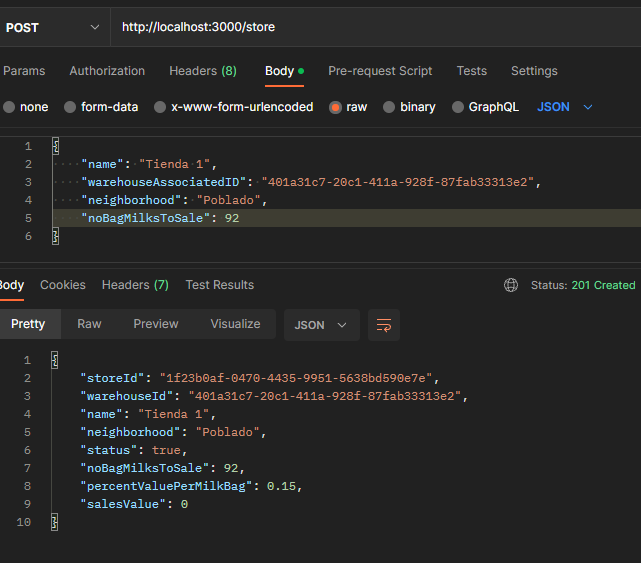 POST http://localhost:3000/store
Params Authorization Headers (8) Body Pre-request Script Tests Settings
none form-data x-www-form-urlencoded raw binary GraphQL JSON
1 {
2 "name": "Tienda 1",
3 "warehouseAssociatedID": "401a31c7-20c1-411a-928f-87fab33313e2",
4 "neighborhood": "Poblado",
5 "noBagMilksToSale": 92
6 }
Body Cookies Headers (7) Test Results Status: 201 Created
Pretty Raw Preview Visualize JSON
1 {
2 "storeId": "1f23b0af-0470-4435-9951-5638bd590e7e",
3 "warehouseId": "401a31c7-20c1-411a-928f-87fab33313e2",
4 "name": "Tienda 1",
5 "neighborhood": "Poblado",
6 "status": true,
7 "noBagMilksToSale": 92,
8 "percentValuePerMilkBag": 0.15,
9 "salesValue": 0
10 }